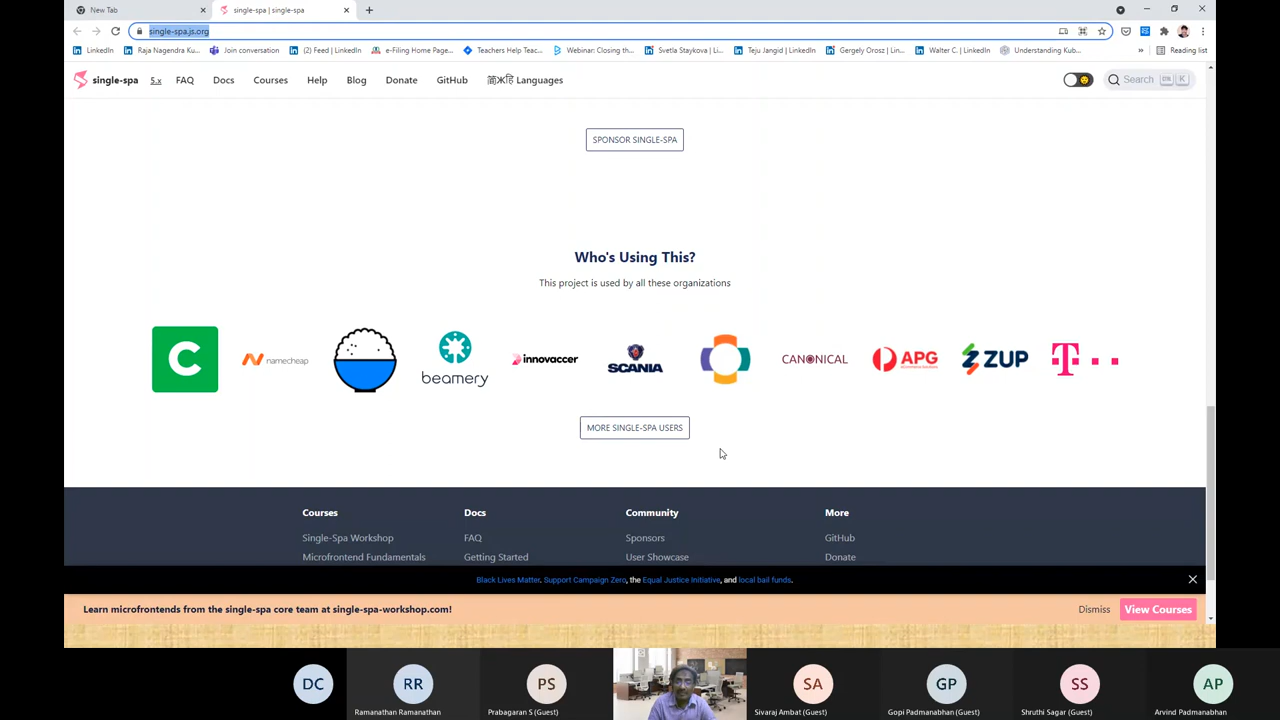 New Tab
single-spa | single-spa
single-spa.js.org
LinkedIn
Raja Nagendra Ku...
Join conversation
(2) Feed | LinkedIn
e-Filing Home Page...
Teachers Help Teac...
Webinar: Closing th...
Svetla Staykova | Li...
Teju Jangid | LinkedIn
Gergely Orosz | Lin...
Walter C. | LinkedIn
Understanding Kub...
»
Reading list
single-spa
5.x
FAQ
Docs
Courses
Help
Blog
Donate
GitHub
Languages
Search
K
SPONSOR SINGLE-SPA
Who's Using This?
This project is used by all these organizations
C
namecheap
beamery
innovaccer
SCANIA
CANONICAL
APG
ZUP
T
MORE SINGLE-SPA USERS
Courses
Docs
Community
More
Single-Spa Workshop
FAQ
Sponsors
GitHub
Microfrontend Fundamentals
Getting Started
User Showcase
Donate
Black Lives Matter. Support Campaign Zero, the Equal Justice Initiative, and local bail funds.
Learn microfrontends from the single-spa core team at single-spa-workshop.com!
Dismiss
View Courses
DC
RR
PS
SA
GP
SS
AP
Ramanathan Ramanathan
Prabagaran S (Guest)
Sivaraj Ambat (Guest)
Gopi Padmanabhan (Guest)
Shruthi Sagar (Guest)
Arvind Padmanabhan